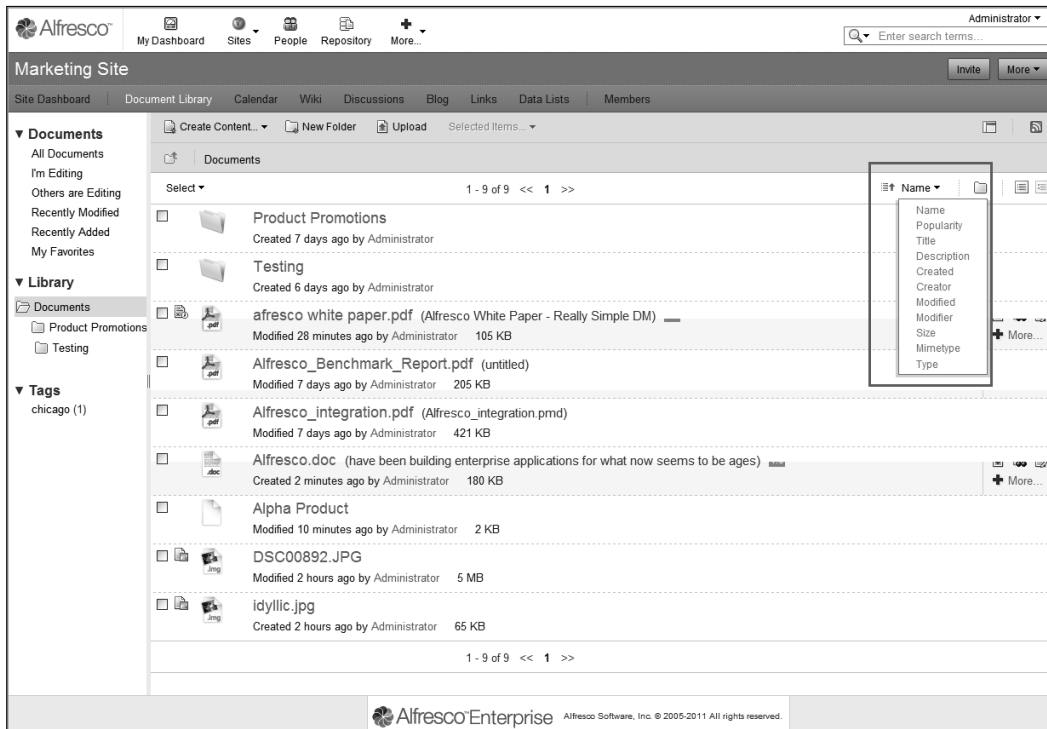 Alfresco™
My Dashboard Sites People Repository More...
Administrator
Enter search terms...
Marketing Site
Invite More
Site Dashboard Document Library Calendar Wiki Discussions Blog Links Data Lists Members
Documents
All Documents
I'm Editing
Others are Editing
Recently Modified
Recently Added
My Favorites
Library
Documents
Product Promotions
Testing
Tags
chicago (1)
Create Content... New Folder Upload Selected Items...
Documents
Select 1 - 9 of 9 << 1 >> Name
Name
Popularity
Title
Description
Created
Creator
Modified
Modifier
Size
Mimetype
Type
Product Promotions
Created 7 days ago by Administrator
Testing
Created 6 days ago by Administrator
.pdf
afresco white paper.pdf (Alfresco White Paper - Really Simple DM)
Modified 28 minutes ago by Administrator 105 KB
More...
.pdf
Alfresco_Benchmark_Report.pdf (untitled)
Modified 7 days ago by Administrator 205 KB
.pdf
Alfresco_integration.pdf (Alfresco_integration.pmd)
Modified 7 days ago by Administrator 421 KB
.doc
Alfresco.doc (have been building enterprise applications for what now seems to be ages)
Created 2 minutes ago by Administrator 180 KB
More...
Alpha Product
Modified 10 minutes ago by Administrator 2 KB
.img
DSC00892.JPG
Modified 2 hours ago by Administrator 5 MB
.img
idyllic.jpg
Created 2 hours ago by Administrator 65 KB
1 - 9 of 9 << 1 >>
Alfresco™ Enterprise Alfresco Software, Inc. © 2005-2011 All rights reserved.